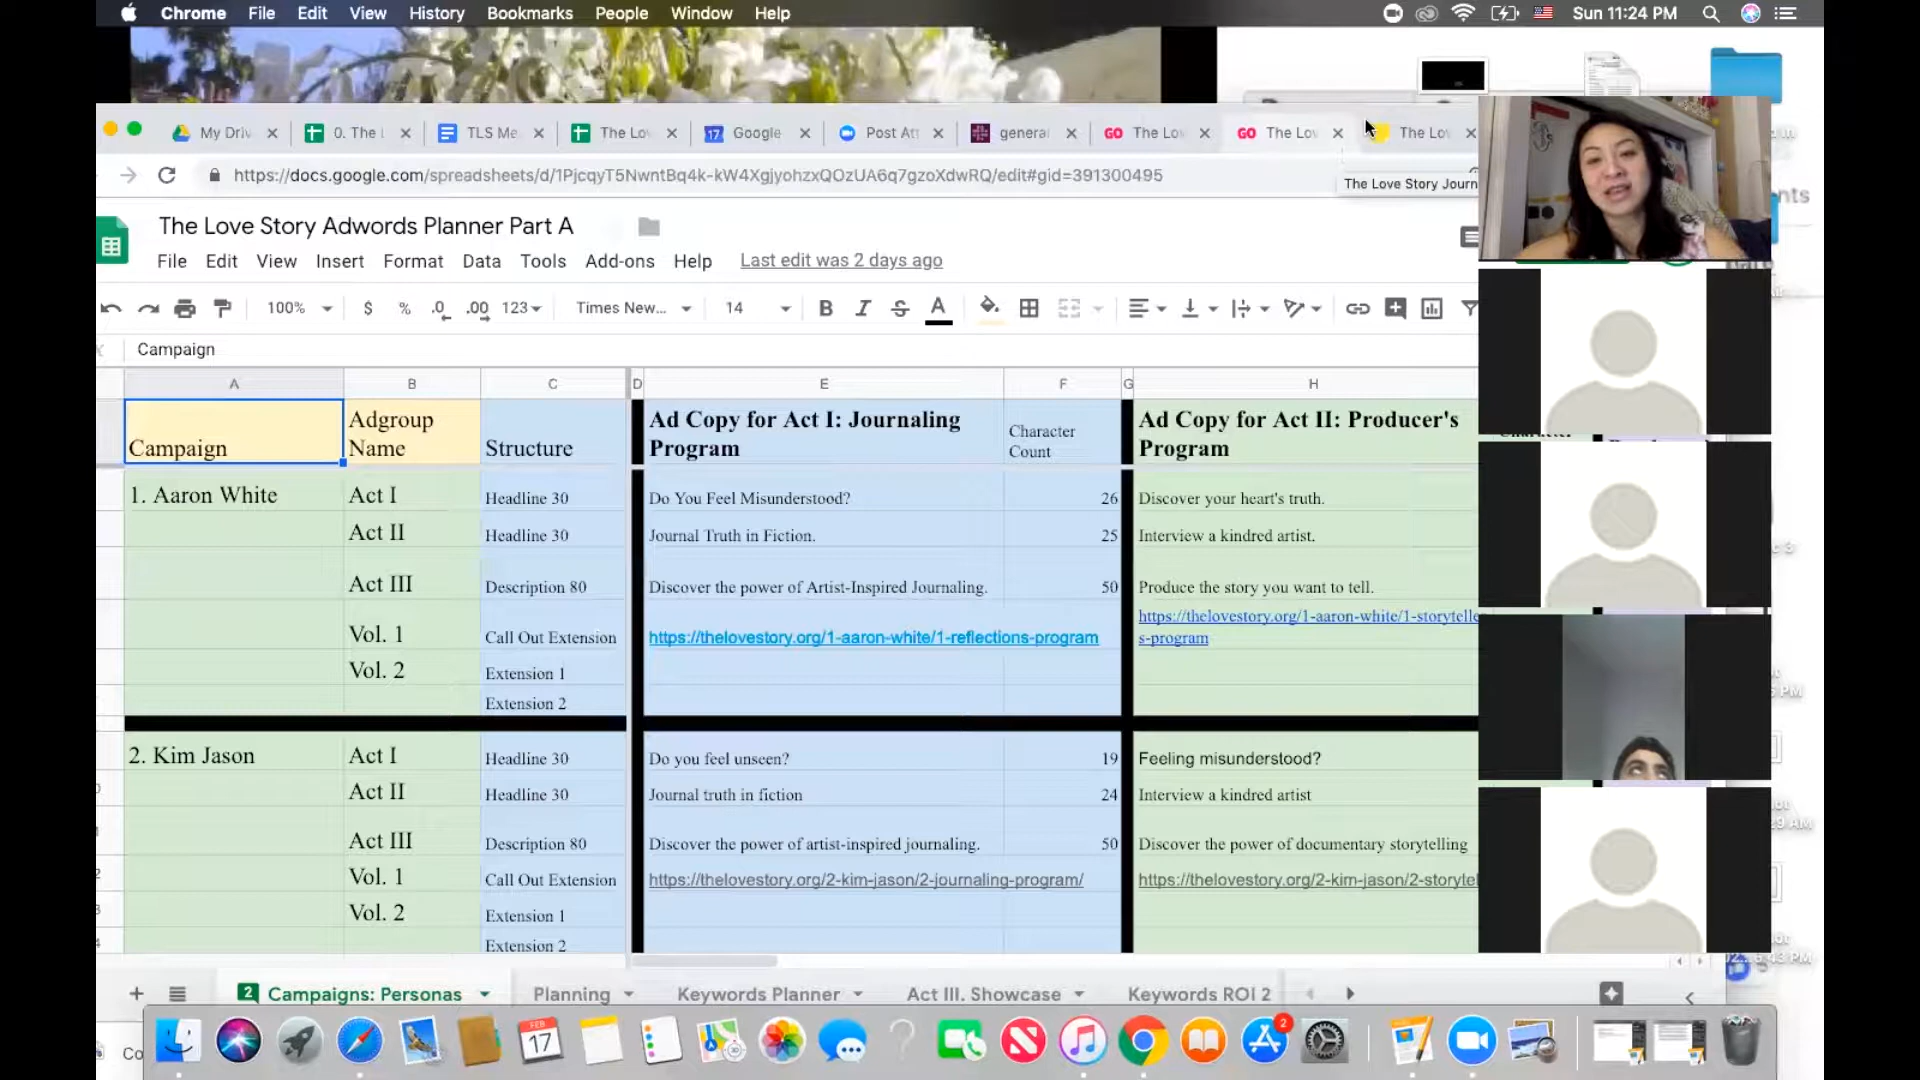 Chrome File Edit View History Bookmarks People Window Help Sun 11:24 PM
My Driv 0. The L TLS Me The Lo 17 Google Post Att general GO The Lo GO The Lo The Lo
https://docs.google.com/spreadsheets/d/1PjcqyT5NwntBq4k-kW4XgjyohzxQOzUA6q7gzoXdwRQ/edit#gid=391300495
The Love Story Journ
The Love Story Adwords Planner Part A
File Edit View Insert Format Data Tools Add-ons Help Last edit was 2 days ago
100% $ % .0 .00 123 Times New... 14 B I S A
Campaign
A B C D E F G H
Campaign
Adgroup
Name
Structure
Ad Copy for Act I: Journaling
Program
Character
Count
Ad Copy for Act II: Producer's
Program
1. Aaron White Act I Headline 30 Do You Feel Misunderstood? 26 Discover your heart's truth.
Act II Headline 30 Journal Truth in Fiction. 25 Interview a kindred artist.
Act III Description 80 Discover the power of Artist-Inspired Journaling. 50 Produce the story you want to tell.
Vol. 1 Call Out Extension https://thelovestory.org/1-aaron-white/1-reflections-program
https://thelovestory.org/1-aaron-white/1-storytelle
s-program
Vol. 2 Extension 1
Extension 2
2. Kim Jason Act I Headline 30 Do you feel unseen? 19 Feeling misunderstood?
Act II Headline 30 Journal truth in fiction 24 Interview a kindred artist
Act III Description 80 Discover the power of artist-inspired journaling. 50 Discover the power of documentary storytelling
Vol. 1 Call Out Extension https://thelovestory.org/2-kim-jason/2-journaling-program/ https://thelovestory.org/2-kim-jason/2-storytel
Vol. 2 Extension 1
Extension 2
2 Campaigns: Personas Planning Keywords Planner Act III. Showcase Keywords ROI 2
FEB
17
2